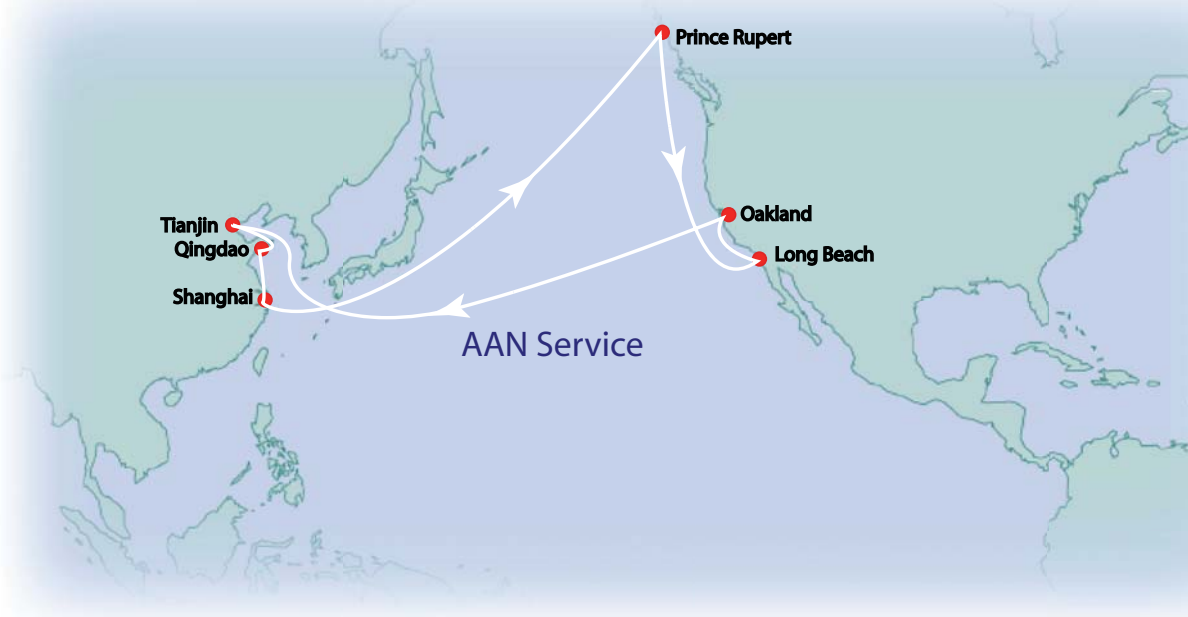 Prince Rupert
Oakland
Tianjin
Qingdao
Long Beach
Shanghai
AAN Service